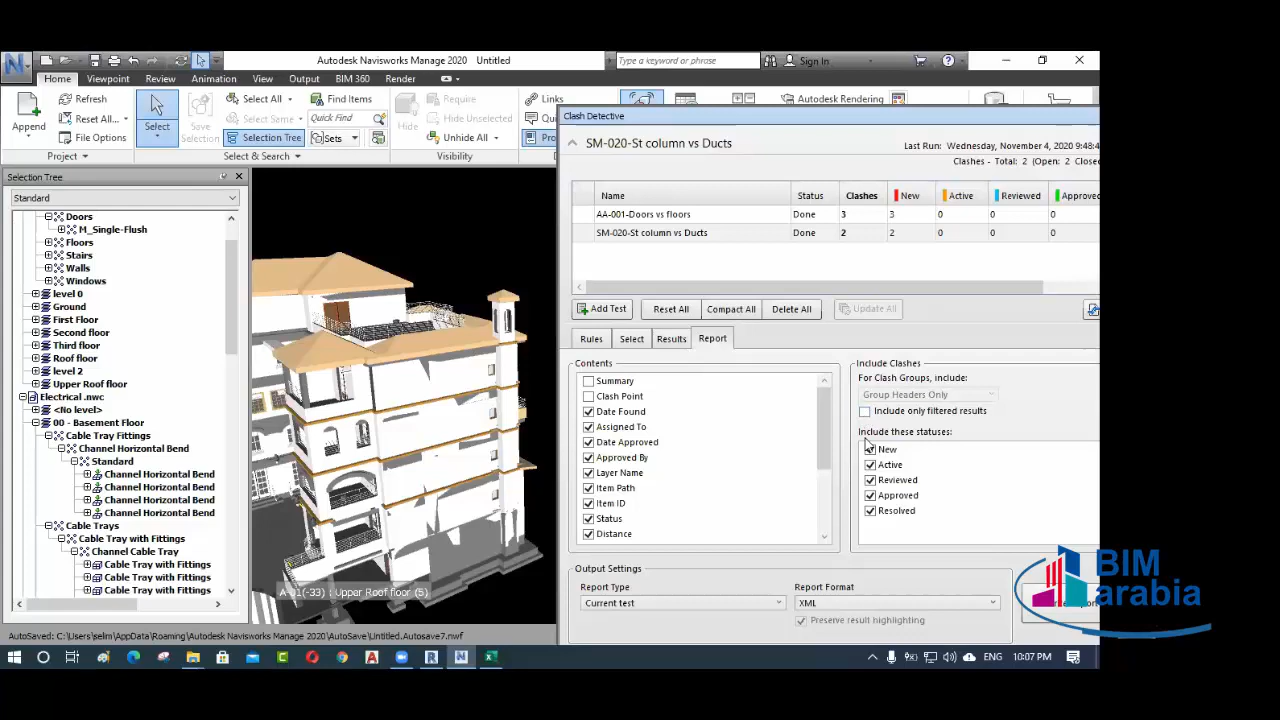 Autodesk Navisworks Manage 2020 Untitled
Type a keyword or phrase
Sign In
Home Viewpoint Review Animation View Output BIM 360 Render
Append
Refresh
Reset All...
File Options
Project
Select
Save Selection
Select All
Select Same
Selection Tree
Find Items
Quick Find
Sets
Select & Search
Hide
Require
Hide Unselected
Unhide All
Visibility
Links
Autodesk Rendering
Selection Tree
Standard
Doors
M_Single-Flush
Floors
Stairs
Walls
Windows
level 0
Ground
First Floor
Second floor
Third floor
Roof floor
level 2
Upper Roof floor
Electrical .nwc
<No level>
00 - Basement Floor
Cable Tray Fittings
Channel Horizontal Bend
Standard
Channel Horizontal Bend
Channel Horizontal Bend
Channel Horizontal Bend
Channel Horizontal Bend
Cable Trays
Cable Tray with Fittings
Channel Cable Tray
Cable Tray with Fittings
Cable Tray with Fittings
Cable Tray with Fittings
A-01(-33) : Upper Roof floor (5)
Clash Detective
SM-020-St column vs Ducts
Last Run: Wednesday, November 4, 2020 9:48:4
Clashes - Total: 2 (Open: 2 Close
Name Status Clashes New Active Reviewed Approved
AA-001-Doors vs floors Done 3 3 0 0 0
SM-020-St column vs Ducts Done 2 2 0 0 0
Add Test Reset All Compact All Delete All Update All
Rules Select Results Report
Contents
Summary
Clash Point
Date Found
Assigned To
Date Approved
Approved By
Layer Name
Item Path
Item ID
Status
Distance
Include Clashes
For Clash Groups, include:
Group Headers Only
Include only filtered results
Include these statuses:
New
Active
Reviewed
Approved
Resolved
Output Settings
Report Type
Current test
Report Format
XML
Preserve result highlighting
BIM
arabia
AutoSaved: C:\Users\selim\AppData\Roaming\Autodesk Navisworks Manage 2020\AutoSave\Untitled.Autosave7.nwf
ENG 10:07 PM